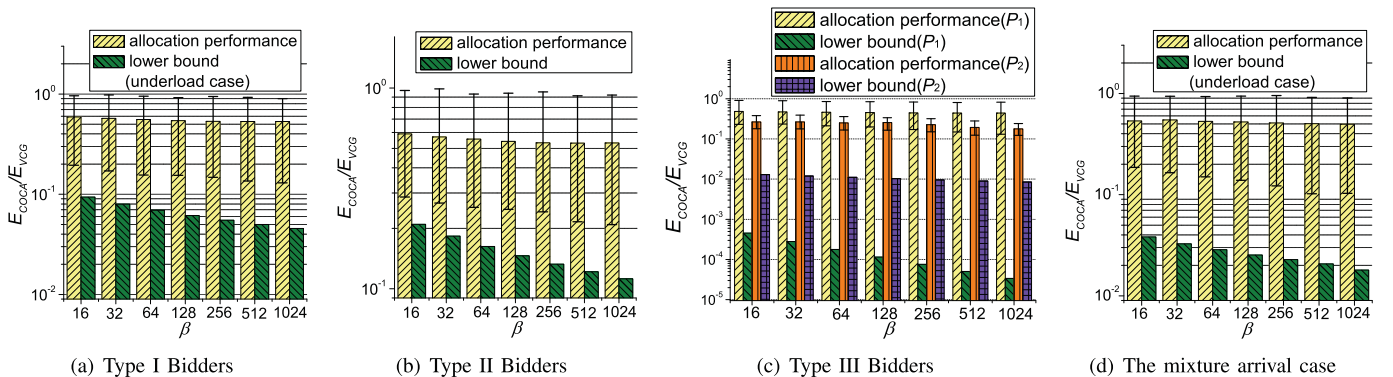 allocation performance
lower bound
(underload case)
E_COCA/E_VCG
10^0
10^-1
10^-2
16 32 64 128 256 512 1024
β
(a) Type I Bidders
allocation performance
lower bound
E_COCA/E_VCG
10^0
10^-1
16 32 64 128 256 512 1024
β
(b) Type II Bidders
allocation performance(P_1)
lower bound(P_1)
allocation performance(P_2)
lower bound(P_2)
E_COCA/E_VCG
10^0
10^-1
10^-2
10^-3
10^-4
10^-5
16 32 64 128 256 512 1024
β
(c) Type III Bidders
allocation performance
lower bound
(underload case)
E_COCA/E_VCG
10^0
10^-1
10^-2
16 32 64 128 256 512 1024
β
(d) The mixture arrival case